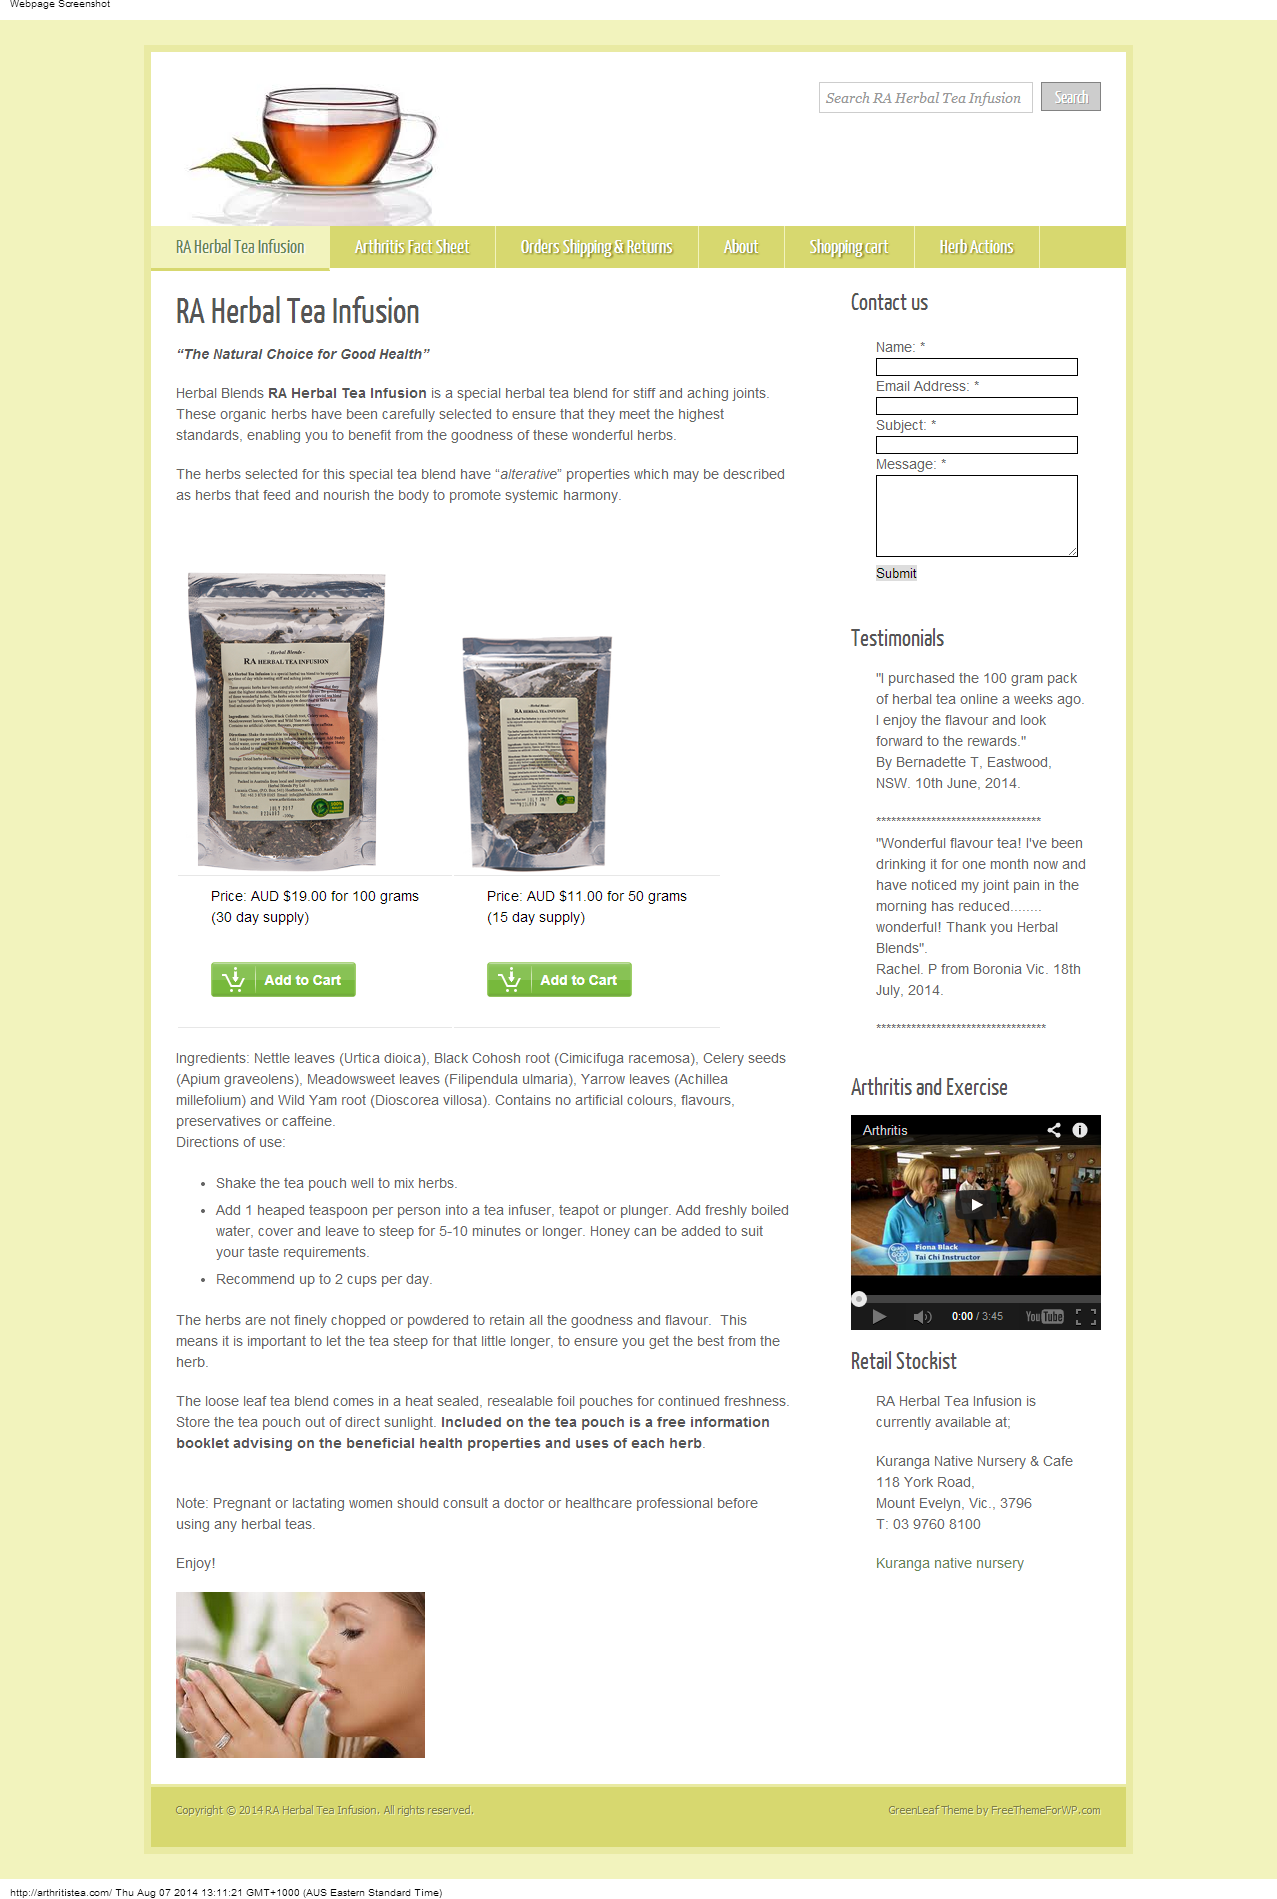 Webpage Screenshot
Search RA Herbal Tea Infusion
Search
RA Herbal Tea Infusion
Arthritis Fact Sheet
Orders Shipping & Returns
About
Shopping cart
Herb Actions
RA Herbal Tea Infusion
“The Natural Choice for Good Health”
Herbal Blends RA Herbal Tea Infusion is a special herbal tea blend for stiff and aching joints.
These organic herbs have been carefully selected to ensure that they meet the highest
standards, enabling you to benefit from the goodness of these wonderful herbs.
The herbs selected for this special tea blend have “alterative” properties which may be described
as herbs that feed and nourish the body to promote systemic harmony.
- Herbal Blends -
RA HERBAL TEA INFUSION
- Herbal Blends -
RA HERBAL TEA INFUSION
Price: AUD $19.00 for 100 grams
(30 day supply)
Price: AUD $11.00 for 50 grams
(15 day supply)
Add to Cart
Add to Cart
Ingredients: Nettle leaves (Urtica dioica), Black Cohosh root (Cimicifuga racemosa), Celery seeds
(Apium graveolens), Meadowsweet leaves (Filipendula ulmaria), Yarrow leaves (Achillea
millefolium) and Wild Yam root (Dioscorea villosa). Contains no artificial colours, flavours,
preservatives or caffeine.
Directions of use:
• Shake the tea pouch well to mix herbs.
• Add 1 heaped teaspoon per person into a tea infuser, teapot or plunger. Add freshly boiled
water, cover and leave to steep for 5-10 minutes or longer. Honey can be added to suit
your taste requirements.
• Recommend up to 2 cups per day.
The herbs are not finely chopped or powdered to retain all the goodness and flavour.  This
means it is important to let the tea steep for that little longer, to ensure you get the best from the
herb.
The loose leaf tea blend comes in a heat sealed, resealable foil pouches for continued freshness.
Store the tea pouch out of direct sunlight. Included on the tea pouch is a free information
booklet advising on the beneficial health properties and uses of each herb.
Note: Pregnant or lactating women should consult a doctor or healthcare professional before
using any herbal teas.
Enjoy!
Contact us
Name: *
Email Address: *
Subject: *
Message: *
Submit
Testimonials
"I purchased the 100 gram pack
of herbal tea online a weeks ago.
I enjoy the flavour and look
forward to the rewards."
By Bernadette T, Eastwood,
NSW. 10th June, 2014.
*********************************
"Wonderful flavour tea! I've been
drinking it for one month now and
have noticed my joint pain in the
morning has reduced........
wonderful! Thank you Herbal
Blends".
Rachel. P from Boronia Vic. 18th
July, 2014.
**********************************
Arthritis and Exercise
Arthritis
Fiona Black
Tai Chi Instructor
0:00 / 3:45
YouTube
Retail Stockist
RA Herbal Tea Infusion is
currently available at;
Kuranga Native Nursery & Cafe
118 York Road,
Mount Evelyn, Vic., 3796
T: 03 9760 8100
Kuranga native nursery
Copyright © 2014 RA Herbal Tea Infusion. All rights reserved.
GreenLeaf Theme by FreeThemeForWP.com
http://arthritistea.com/ Thu Aug 07 2014 13:11:21 GMT+1000 (AUS Eastern Standard Time)